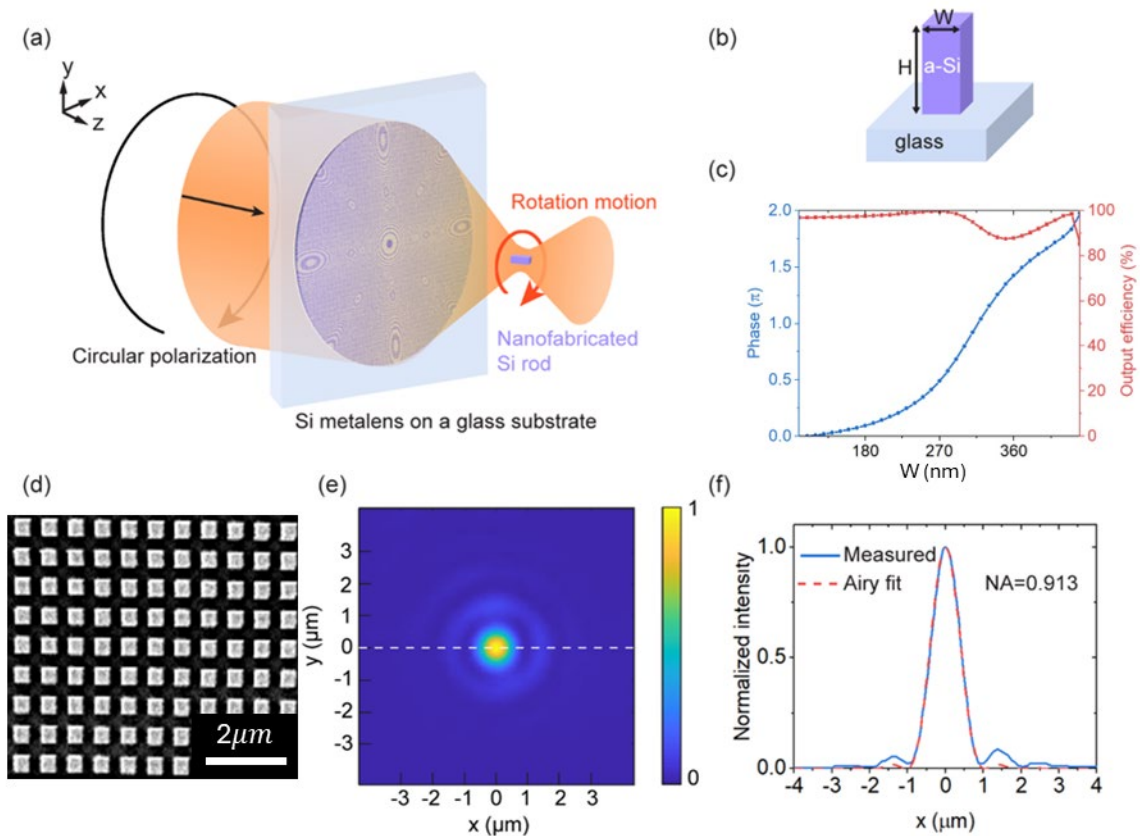 (a)
y
x
z
Circular polarization
Rotation motion
Nanofabricated
Si rod
Si metalens on a glass substrate
(b)
W
H
a-Si
glass
(c)
2.0
1.5
1.0
0.5
0.0
Phase (π)
100
80
60
40
20
0
Output efficiency (%)
180
270
360
W (nm)
(d)
2μm
(e)
3
2
1
0
-1
-2
-3
y (μm)
-3 -2 -1 0 1 2 3
x (μm)
1
0
(f)
1.0
0.5
0.0
Normalized intensity
Measured
Airy fit
NA=0.913
-4 -3 -2 -1 0 1 2 3 4
x (μm)